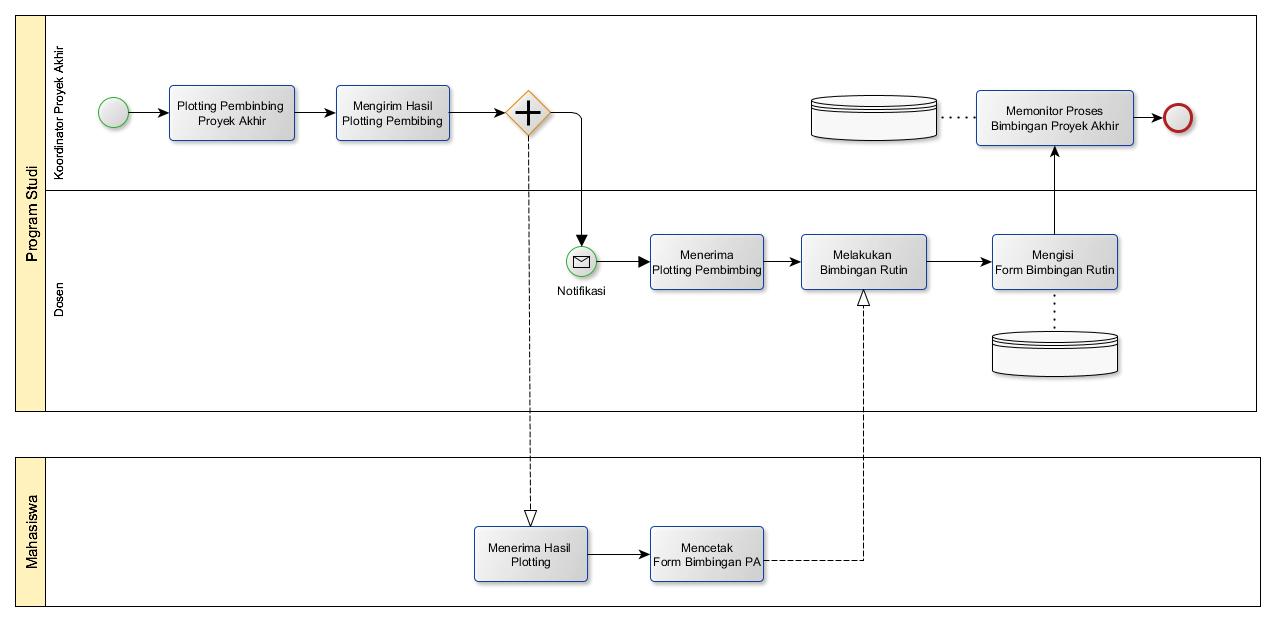 Program Studi
Koordinator Proyek Akhir
Plotting Pembinbing
Proyek Akhir
Mengirim Hasil
Plotting Pembibing
Memonitor Proses
Bimbingan Proyek Akhir
Dosen
Notifikasi
Menerima
Plotting Pembimbing
Melakukan
Bimbingan Rutin
Mengisi
Form Bimbingan Rutin
Mahasiswa
Menerima Hasil
Plotting
Mencetak
Form Bimbingan PA